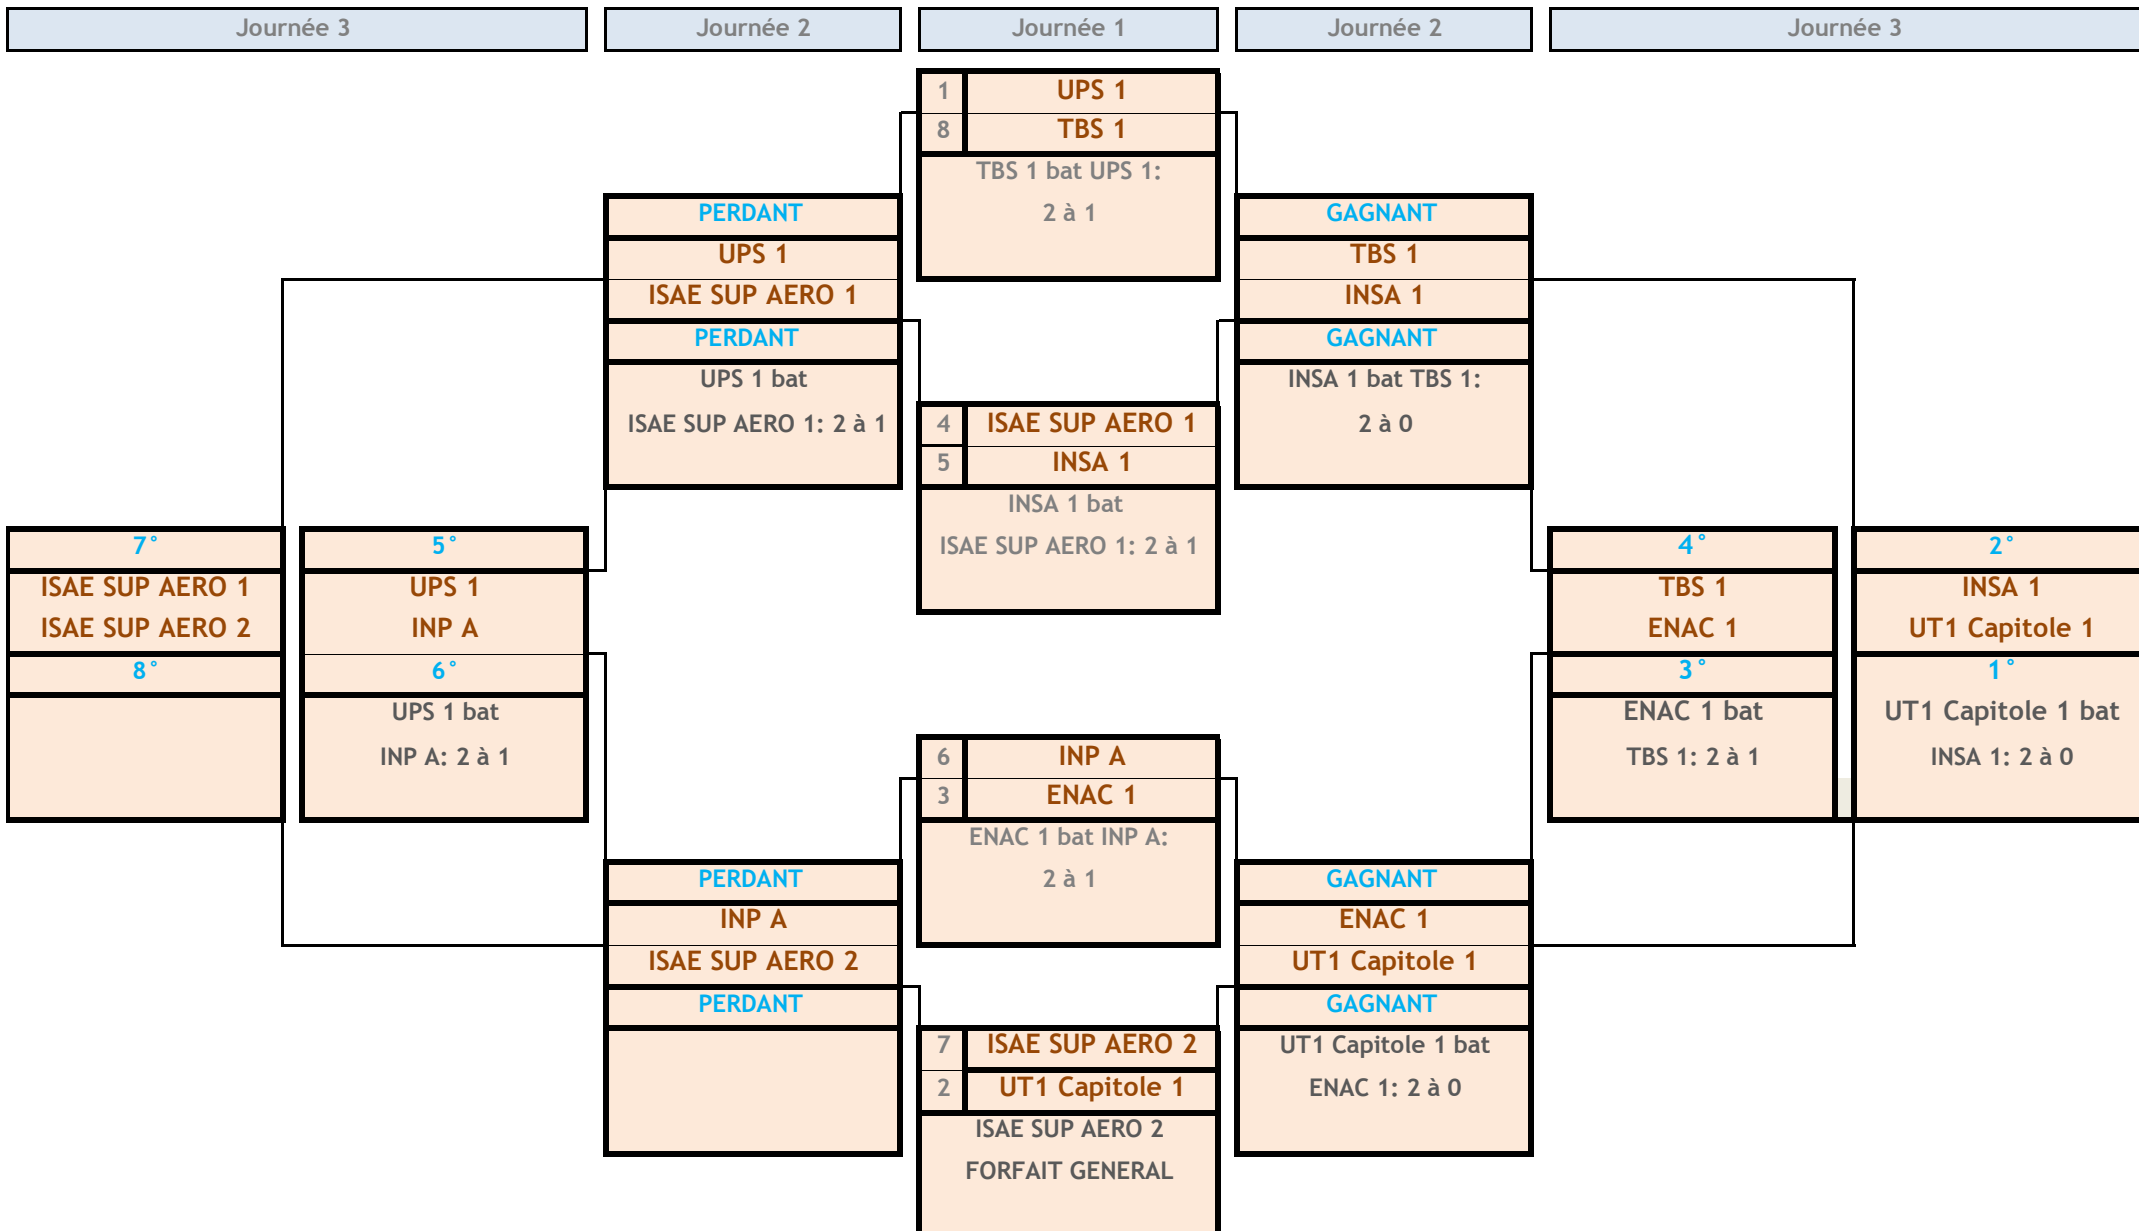 Journée 3
Journée 2
Journée 1
Journée 2
Journée 3
1 UPS 1
8 TBS 1
TBS 1 bat UPS 1:
2 à 1
PERDANT
UPS 1
ISAE SUP AERO 1
PERDANT
UPS 1 bat
ISAE SUP AERO 1: 2 à 1
GAGNANT
TBS 1
INSA 1
GAGNANT
INSA 1 bat TBS 1:
2 à 0
4 ISAE SUP AERO 1
5 INSA 1
INSA 1 bat
ISAE SUP AERO 1: 2 à 1
7°
ISAE SUP AERO 1
ISAE SUP AERO 2
8°
5°
UPS 1
INP A
6°
UPS 1 bat
INP A: 2 à 1
4°
TBS 1
ENAC 1
3°
ENAC 1 bat
TBS 1: 2 à 1
2°
INSA 1
UT1 Capitole 1
1°
UT1 Capitole 1 bat
INSA 1: 2 à 0
6 INP A
3 ENAC 1
ENAC 1 bat INP A:
2 à 1
PERDANT
INP A
ISAE SUP AERO 2
PERDANT
GAGNANT
ENAC 1
UT1 Capitole 1
GAGNANT
UT1 Capitole 1 bat
ENAC 1: 2 à 0
7 ISAE SUP AERO 2
2 UT1 Capitole 1
ISAE SUP AERO 2
FORFAIT GENERAL